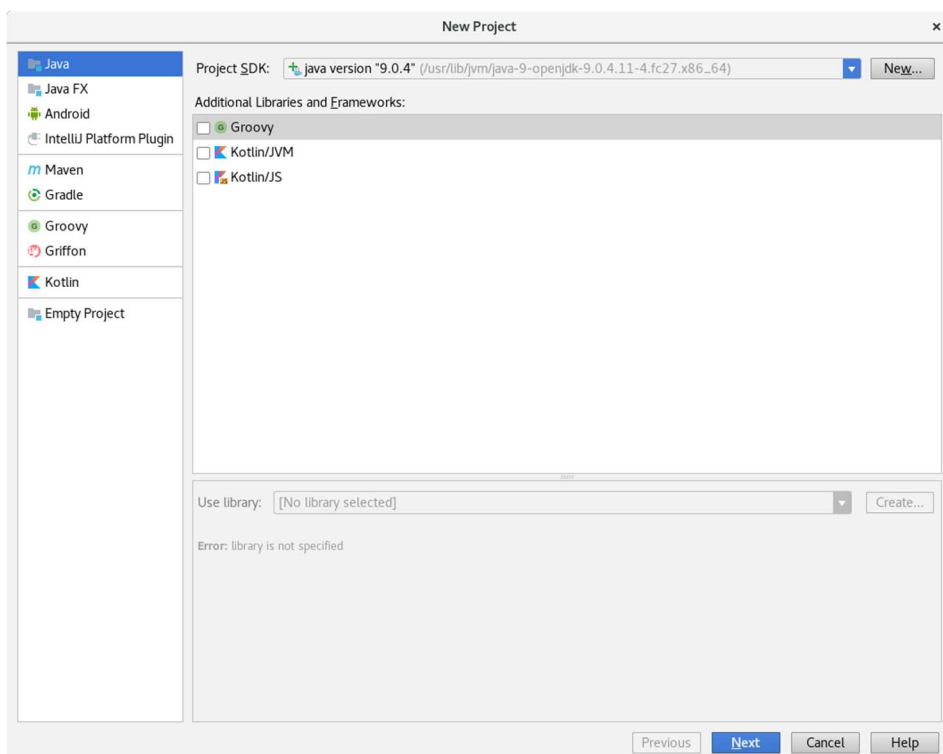 New Project
×
Java
Java FX
Android
IntelliJ Platform Plugin
m Maven
Gradle
G Groovy
Griffon
Kotlin
Empty Project
Project SDK: java version "9.0.4" (/usr/lib/jvm/java-9-openjdk-9.0.4.11-4.fc27.x86_64) New...
Additional Libraries and Frameworks:
G Groovy
Kotlin/JVM
JS Kotlin/JS
Use library: [No library selected] Create...
Error: library is not specified
Previous Next Cancel Help